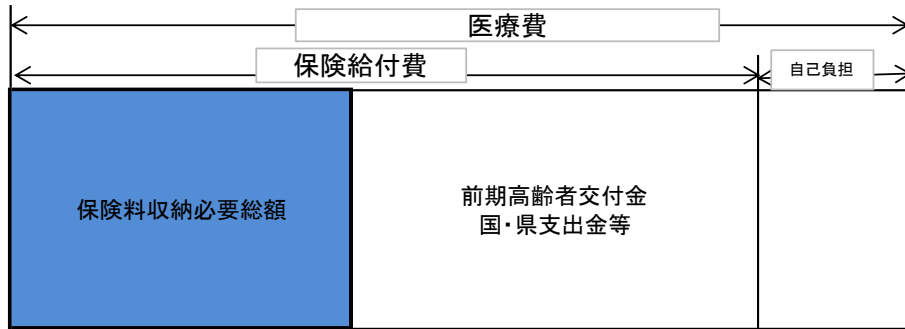 医療費
保険給付費
自己負担
保険料収納必要総額
前期高齢者交付金
国・県支出金等